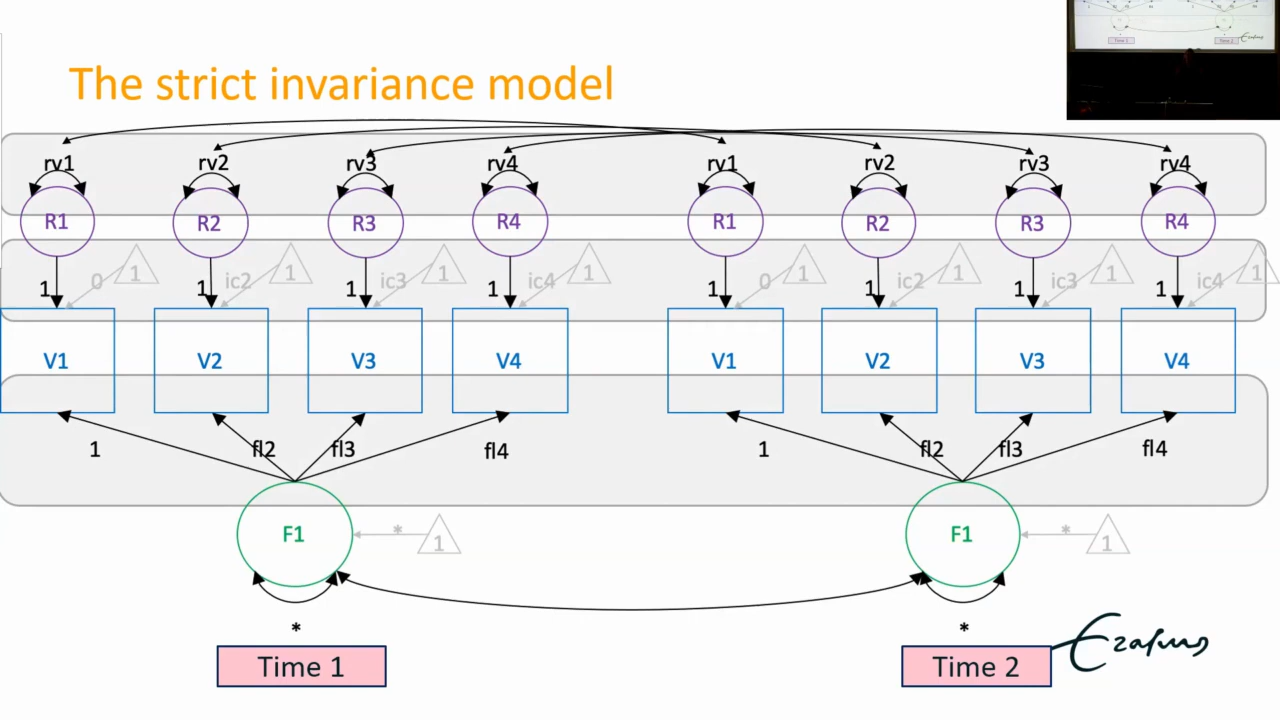 The strict invariance model
rv1 rv2 rv3 rv4 rv1 rv2 rv3 rv4
R1 R2 R3 R4 R1 R2 R3 R4
0 1 ic2 1 ic3 1 ic4 1 0 1 ic2 1 ic3 1 ic4 1
1 1 1 1 1 1 1 1
V1 V2 V3 V4 V1 V2 V3 V4
1 fl2 fl3 fl4 1 fl2 fl3 fl4
F1 * 1 F1 * 1
* *
Time 1 Time 2
Erasmus